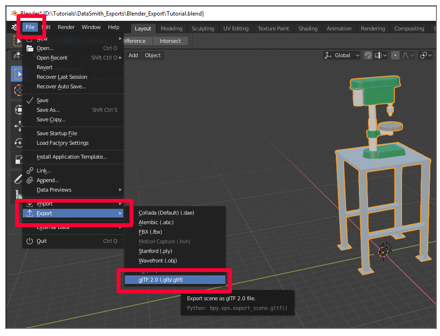 Blender* [D:\Tutorials\DataSmith_Exports\Blender_Export\Tutorial.blend]
File Edit Render Window Help Layout Modeling Sculpting UV Editing Texture Paint Shading Animation Rendering Compositing
Difference Intersect
Add Object Global
New
Open... Ctrl O
Open Recent Shift Ctrl O
Revert
Recover Last Session
Recover Auto Save...
Save
Save As... Shift Ctrl S
Save Copy...
Save Startup File
Load Factory Settings
Install Application Template...
Link...
Append...
Data Previews
Import
Export
External Data
Quit Ctrl Q
Collada (Default) (.dae)
Alembic (.abc)
FBX (.fbx)
Motion Capture (.bvh)
Stanford (.ply)
Wavefront (.obj)
glTF 2.0 (.glb/.gltf)
Export scene as glTF 2.0 file.
Python: bpy.ops.export_scene.gltf()